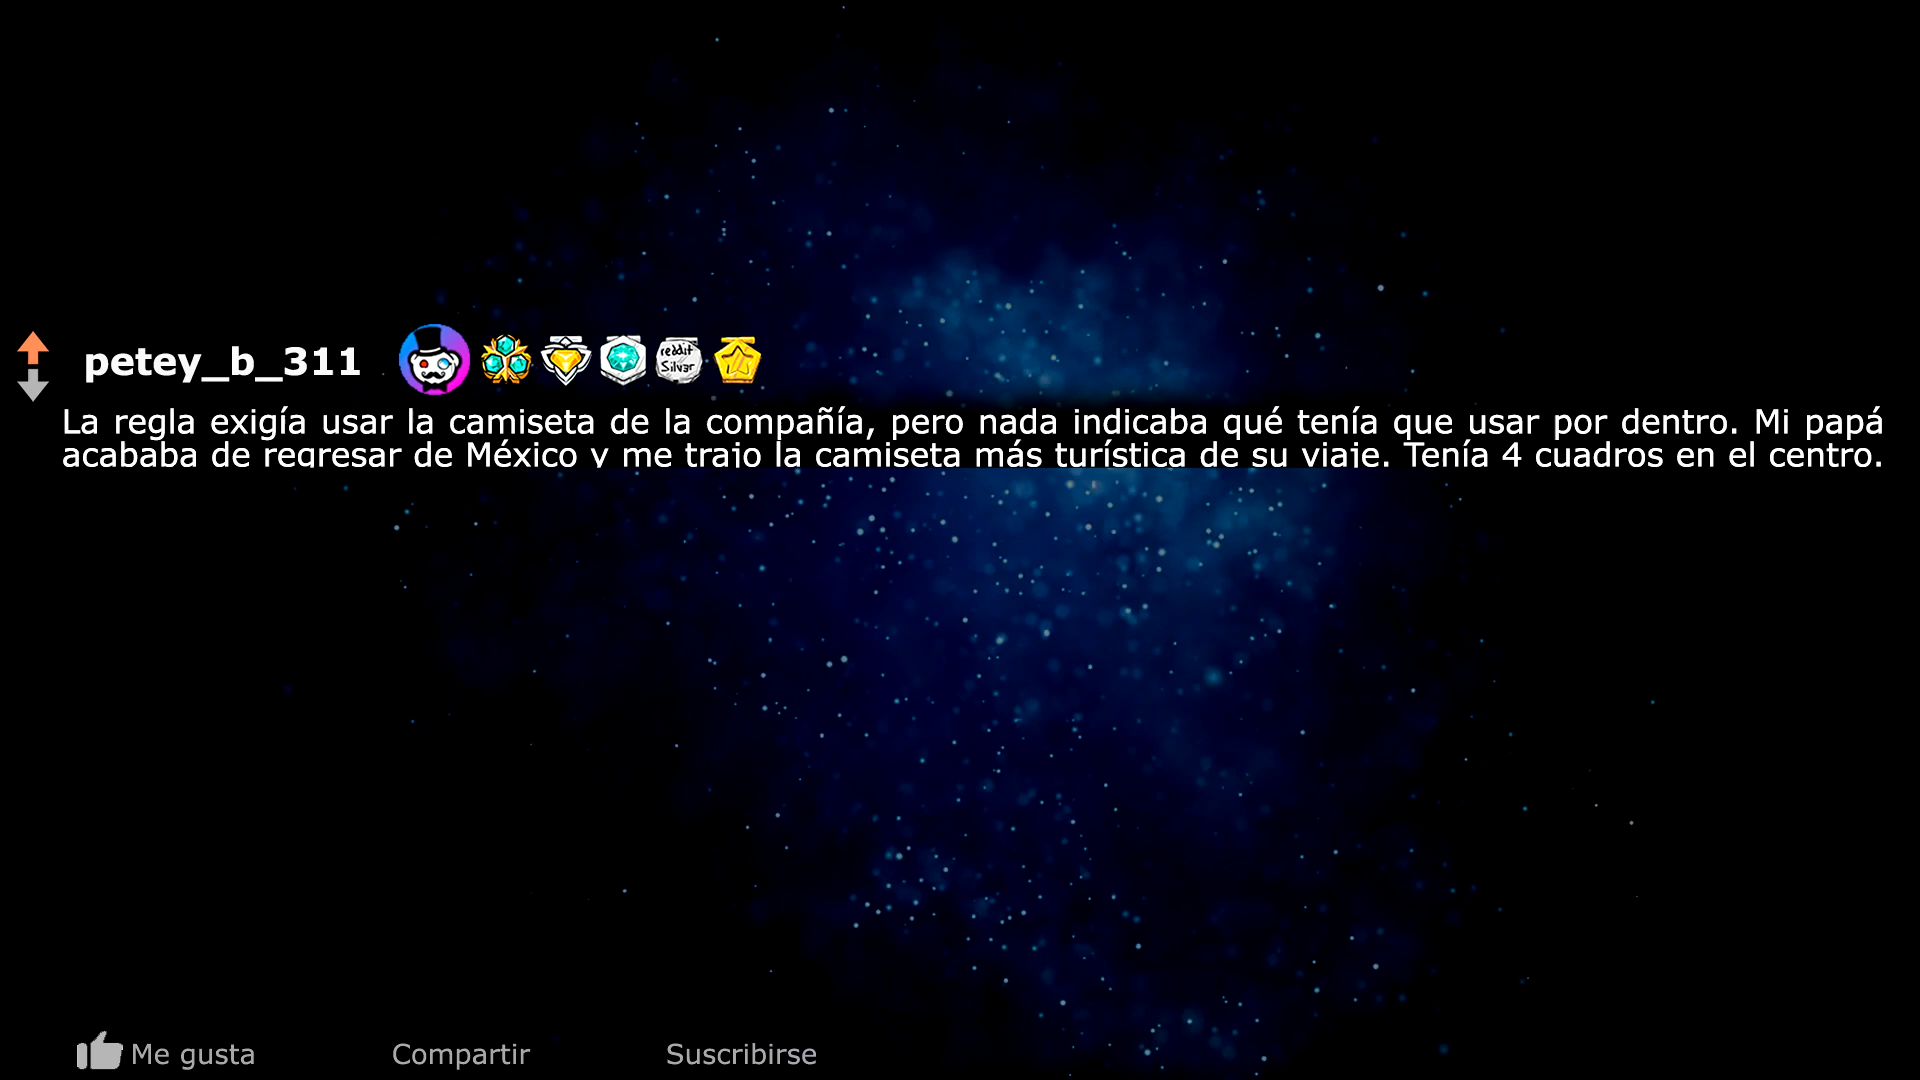 petey_b_311
reddit
Silver
La regla exigía usar la camiseta de la compañía, pero nada indicaba qué tenía que usar por dentro. Mi papá
acababa de regresar de México y me trajo la camiseta más turística de su viaje. Tenía 4 cuadros en el centro.
Me gusta Compartir Suscribirse